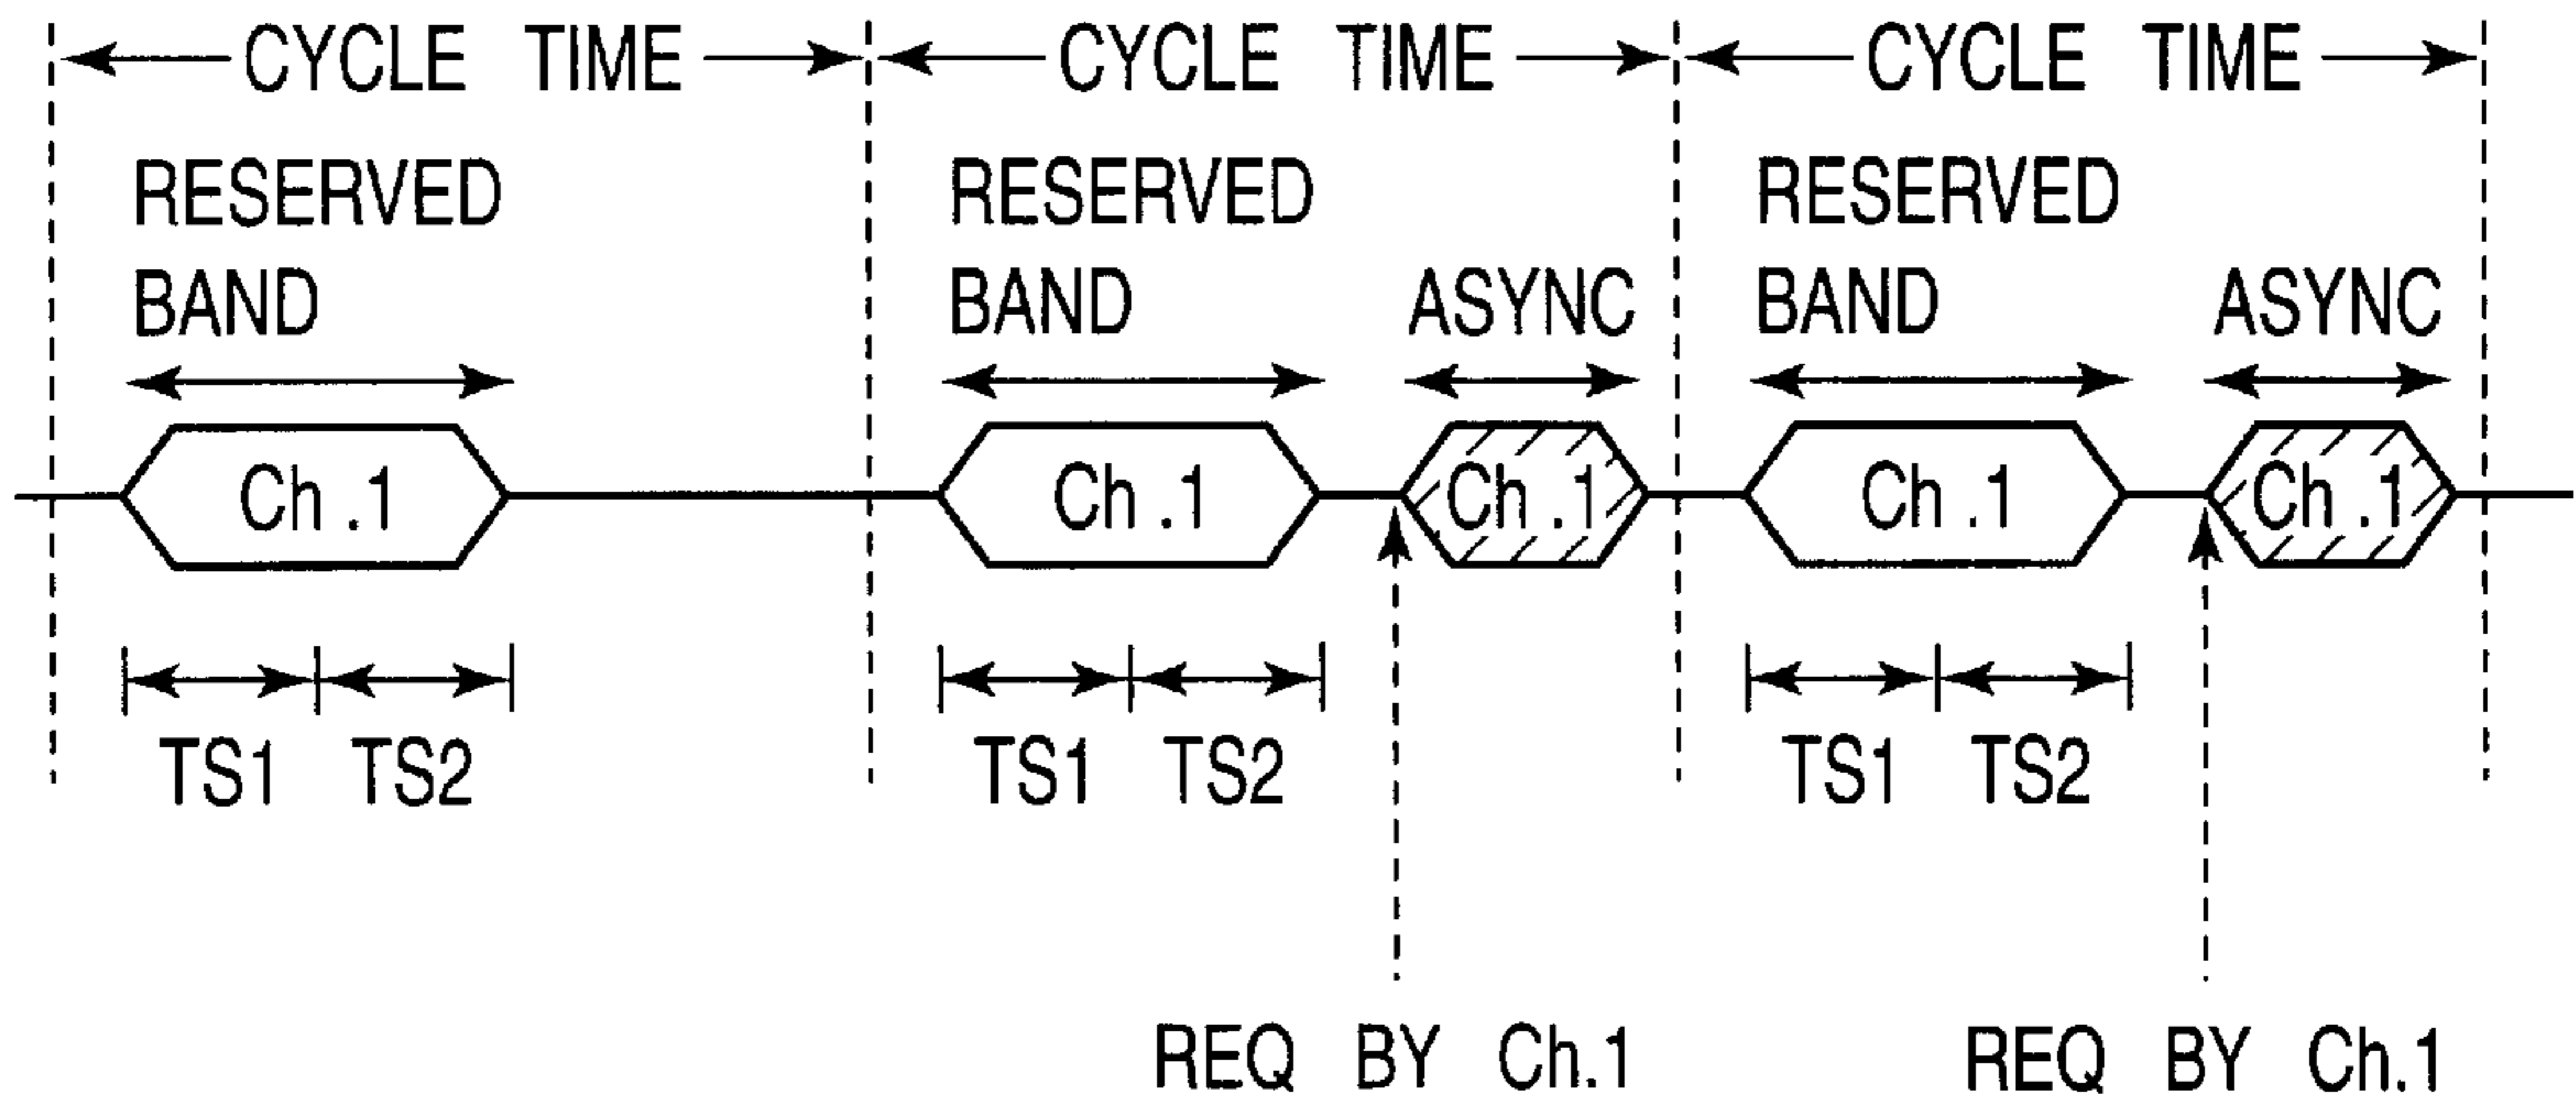 CYCLE TIME CYCLE TIME CYCLE TIME
RESERVED RESERVED RESERVED
BAND BAND ASYNC BAND ASYNC
Ch .1 Ch .1 Ch .1 Ch .1 Ch .1
TS1 TS2 TS1 TS2 TS1 TS2
REQ BY Ch.1 REQ BY Ch.1